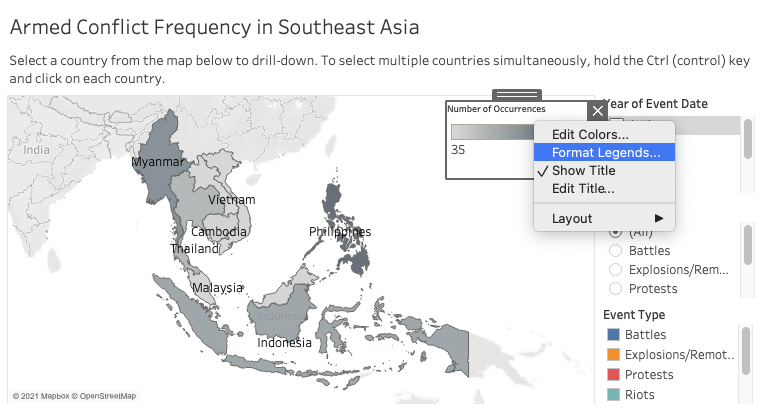 Armed Conflict Frequency in Southeast Asia
Select a country from the map below to drill-down. To select multiple countries simultaneously, hold the Ctrl (control) key
and click on each country.
Number of Occurrences
35
Year of Event Date
Edit Colors...
Format Legends...
Show Title
Edit Title...
Layout
India
Myanmar
Vietnam
Cambodia
Thailand
Philippines
Malaysia
Indonesia
Indonesia
(All)
Battles
Explosions/Rem...
Protests
Event Type
Battles
Explosions/Remot..
Protests
Riots
© 2021 Mapbox © OpenStreetMap